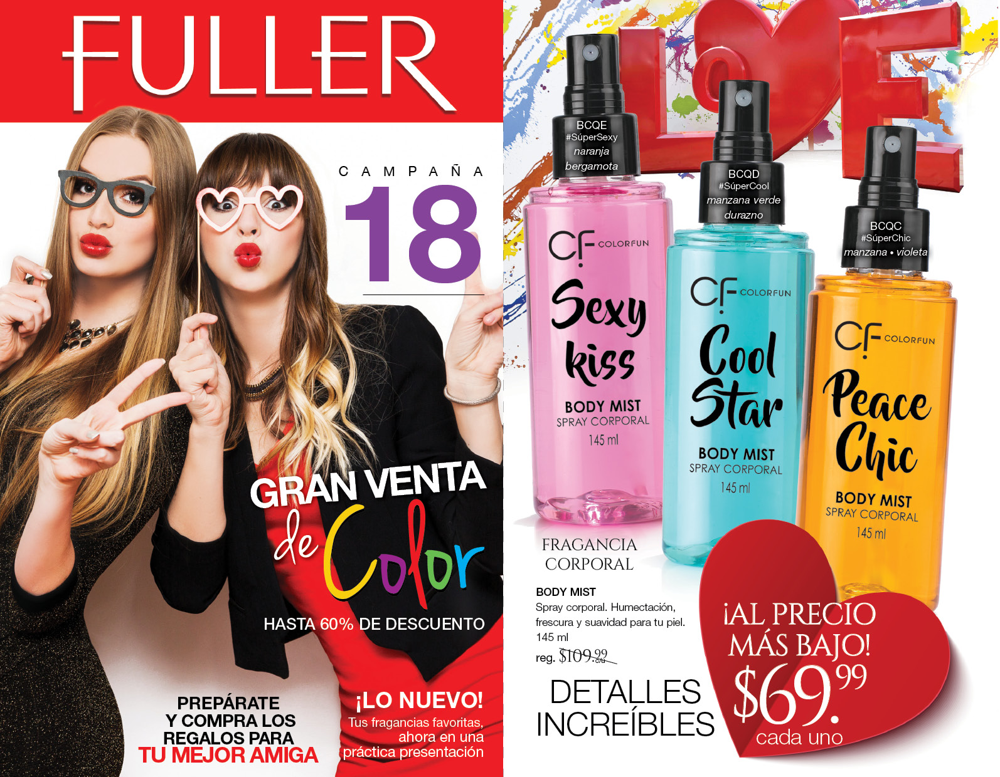 FULLER
CAMPAÑA
18
GRAN VENTA
de Color
HASTA 60% DE DESCUENTO
PREPÁRATE
Y COMPRA LOS
REGALOS PARA
TU MEJOR AMIGA
¡LO NUEVO!
Tus fragancias favoritas,
ahora en una
práctica presentación
LOVE
BCQE
#SúperSexy
naranja
bergamota
CF COLORFUN
Sexy
kiss
BODY MIST
SPRAY CORPORAL
145 ml
BCQD
#SúperCool
manzana verde
durazno
CF COLORFUN
Cool
Star
BODY MIST
SPRAY CORPORAL
145 ml
BCQC
#SúperChic
manzana • violeta
CF COLORFUN
Peace
Chic
BODY MIST
SPRAY CORPORAL
145 ml
FRAGANCIA
CORPORAL
BODY MIST
Spray corporal. Humectación,
frescura y suavidad para tu piel.
145 ml
reg. $109.99 c/u
DETALLES
INCREÍBLES
¡AL PRECIO
MÁS BAJO!
$69.99
cada uno